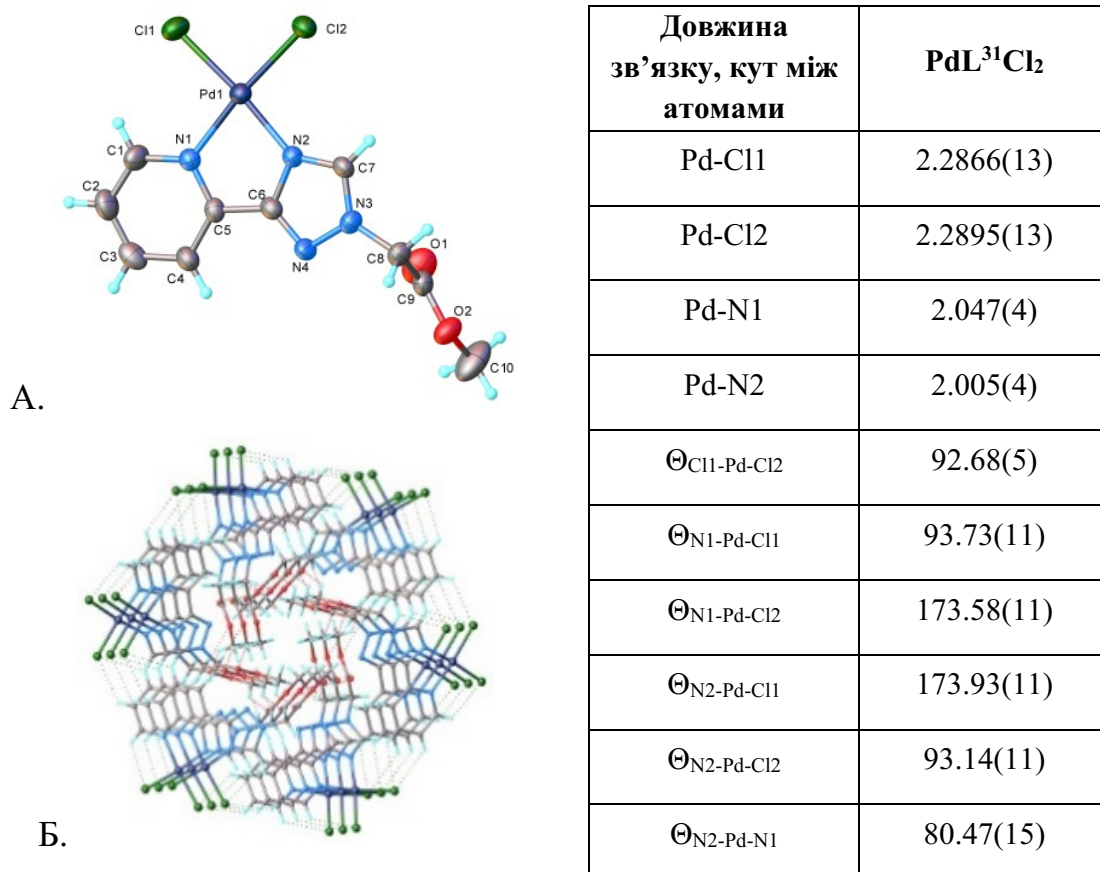 Cl1
Cl2
Pd1
N1
N2
C1
C7
C2
C6
C5
N3
C3
C4
N4
C8
O1
C9
O2
C10
А.
Б.
Довжина
зв’язку, кут між
атомами
PdL³¹Cl₂
Pd-Cl1 2.2866(13)
Pd-Cl2 2.2895(13)
Pd-N1 2.047(4)
Pd-N2 2.005(4)
ΘCl1-Pd-Cl2 92.68(5)
ΘN1-Pd-Cl1 93.73(11)
ΘN1-Pd-Cl2 173.58(11)
ΘN2-Pd-Cl1 173.93(11)
ΘN2-Pd-Cl2 93.14(11)
ΘN2-Pd-N1 80.47(15)